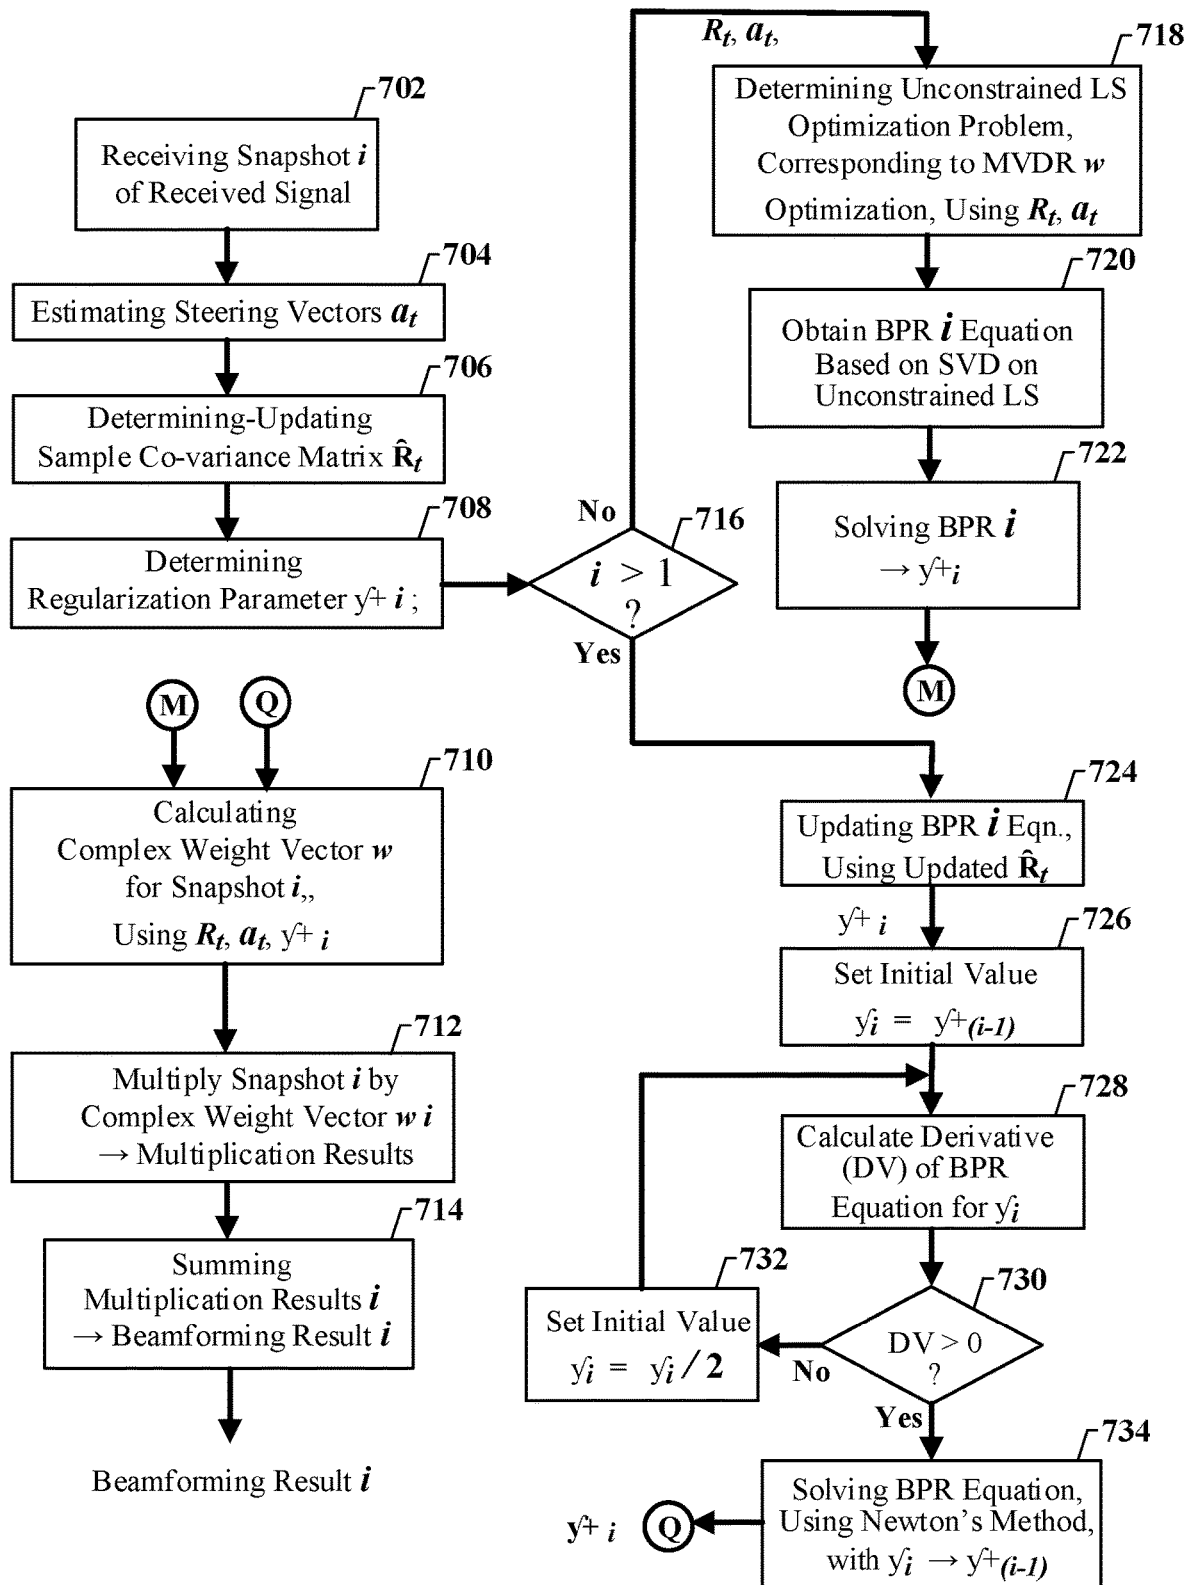 702
Receiving Snapshot i
of Received Signal
704
Estimating Steering Vectors at
706
Determining-Updating
Sample Co-variance Matrix R̂t
708
Determining
Regularization Parameter y+ i ;
No
716
i > 1
?
Yes
Rt, at,
718
Determining Unconstrained LS
Optimization Problem,
Corresponding to MVDR w
Optimization, Using Rt, at
720
Obtain BPR i Equation
Based on SVD on
Unconstrained LS
722
Solving BPR i
→ y+i
M
M
Q
710
Calculating
Complex Weight Vector w
for Snapshot i,,
Using Rt, at, y+ i
712
Multiply Snapshot i by
Complex Weight Vector w i
→ Multiplication Results
714
Summing
Multiplication Results i
→ Beamforming Result i
Beamforming Result i
724
Updating BPR i Eqn.,
Using Updated R̂t
y+ i
726
Set Initial Value
yi = y+(i-1)
728
Calculate Derivative
(DV) of BPR
Equation for yi
732
Set Initial Value
yi = yi / 2
730
DV > 0
?
No
Yes
734
Solving BPR Equation,
Using Newton's Method,
with yi → y+(i-1)
y+ i
Q